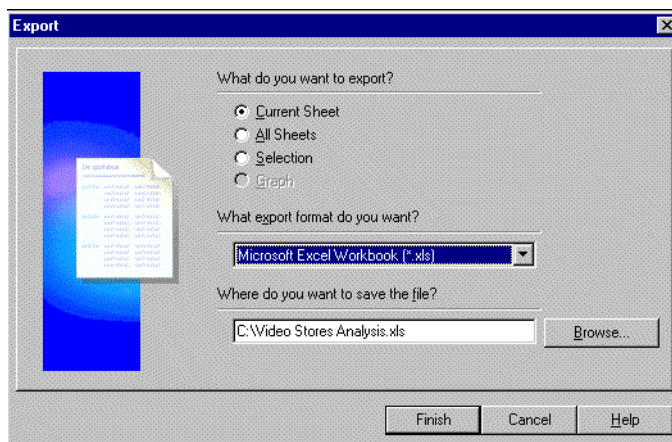 Export
What do you want to export?
Current Sheet
All Sheets
Selection
Graph
What export format do you want?
Microsoft Excel Workbook (*.xls)
Where do you want to save the file?
C:\Video Stores Analysis.xls
Browse...
Finish
Cancel
Help